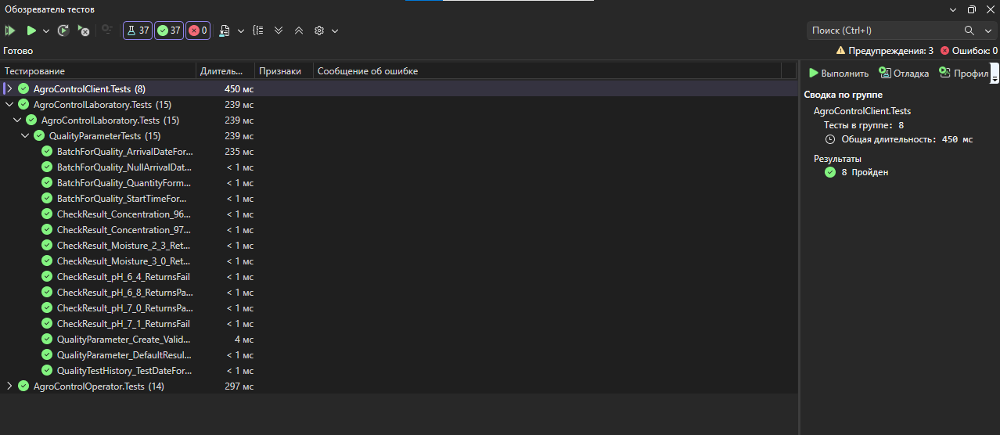 Обозреватель тестов
37 37 0
Поиск (Ctrl+I)
Готово
Предупреждения: 3 Ошибок: 0
Тестирование Длитель... Признаки Сообщение об ошибке
AgroControlClient.Tests (8) 450 мс
AgroControlLaboratory.Tests (15) 239 мс
AgroControlLaboratory.Tests (15) 239 мс
QualityParameterTests (15) 239 мс
BatchForQuality_ArrivalDateFor... 235 мс
BatchForQuality_NullArrivalDat... < 1 мс
BatchForQuality_QuantityForm... < 1 мс
BatchForQuality_StartTimeFor... < 1 мс
CheckResult_Concentration_96... < 1 мс
CheckResult_Concentration_97... < 1 мс
CheckResult_Moisture_2_3_Ret... < 1 мс
CheckResult_Moisture_3_0_Ret... < 1 мс
CheckResult_pH_6_4_ReturnsFail < 1 мс
CheckResult_pH_6_8_ReturnsPa... < 1 мс
CheckResult_pH_7_0_ReturnsPa... < 1 мс
CheckResult_pH_7_1_ReturnsFail < 1 мс
QualityParameter_Create_Valid... 4 мс
QualityParameter_DefaultResul... < 1 мс
QualityTestHistory_TestDateFor... < 1 мс
AgroControlOperator.Tests (14) 297 мс
Выполнить Отладка Профил
Сводка по группе
AgroControlClient.Tests
Тесты в группе: 8
Общая длительность: 450 мс
Результаты
8 Пройден